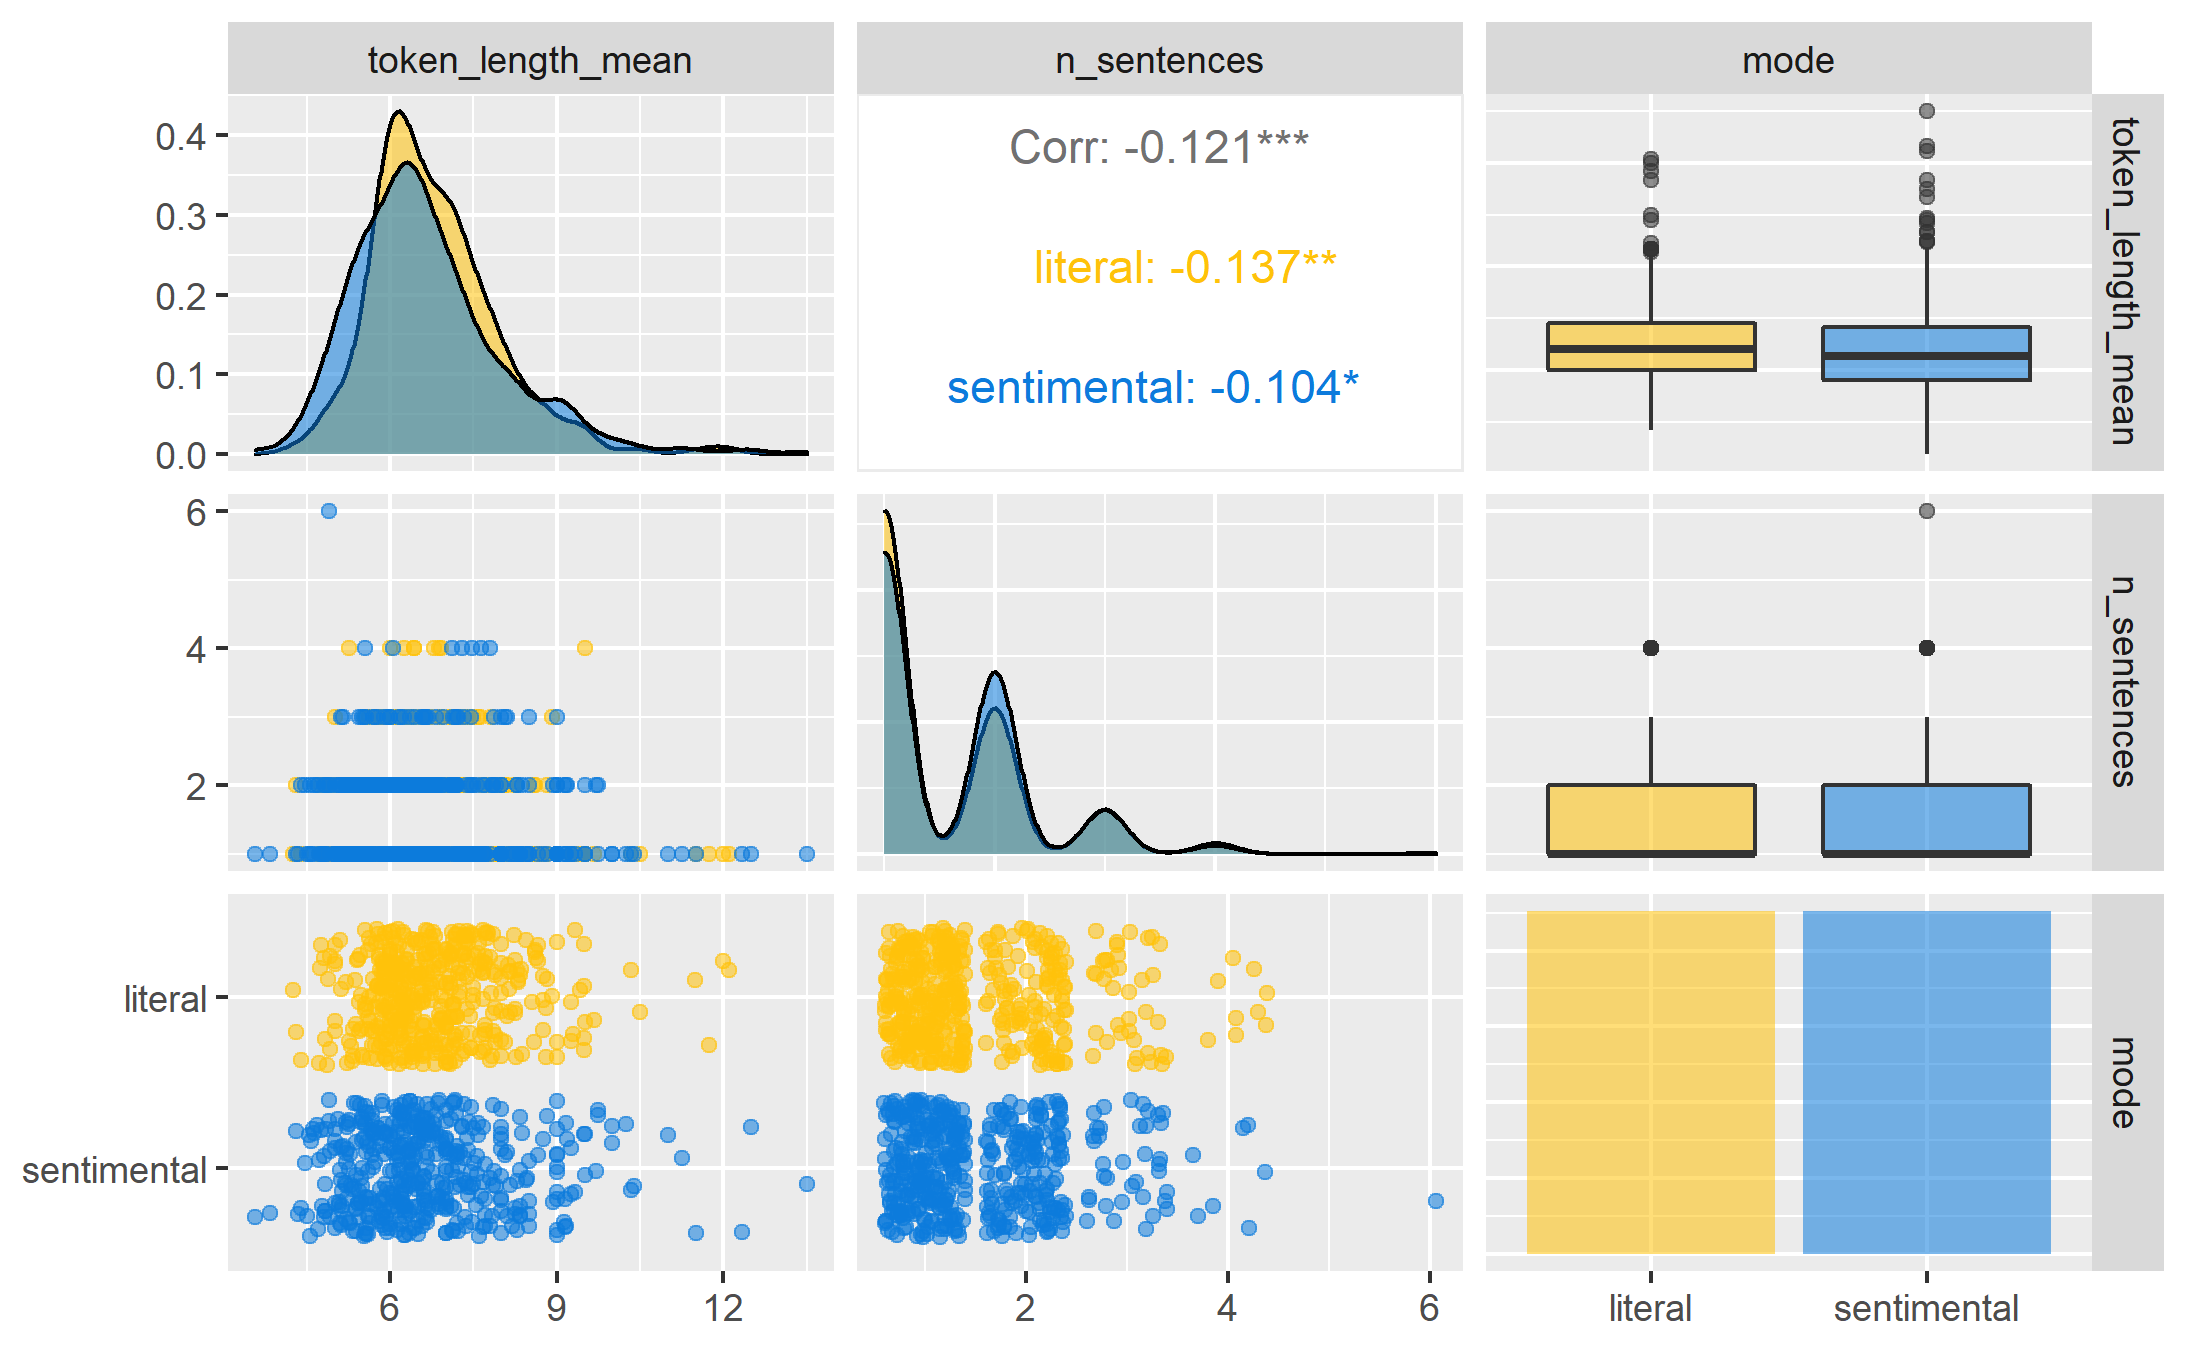 token_length_mean
n_sentences
mode
0.4
0.3
0.2
0.1
0.0
Corr: -0.121***
literal: -0.137**
sentimental: -0.104*
token_length_mean
6
4
2
n_sentences
literal
sentimental
mode
6
9
12
2
4
6
literal
sentimental